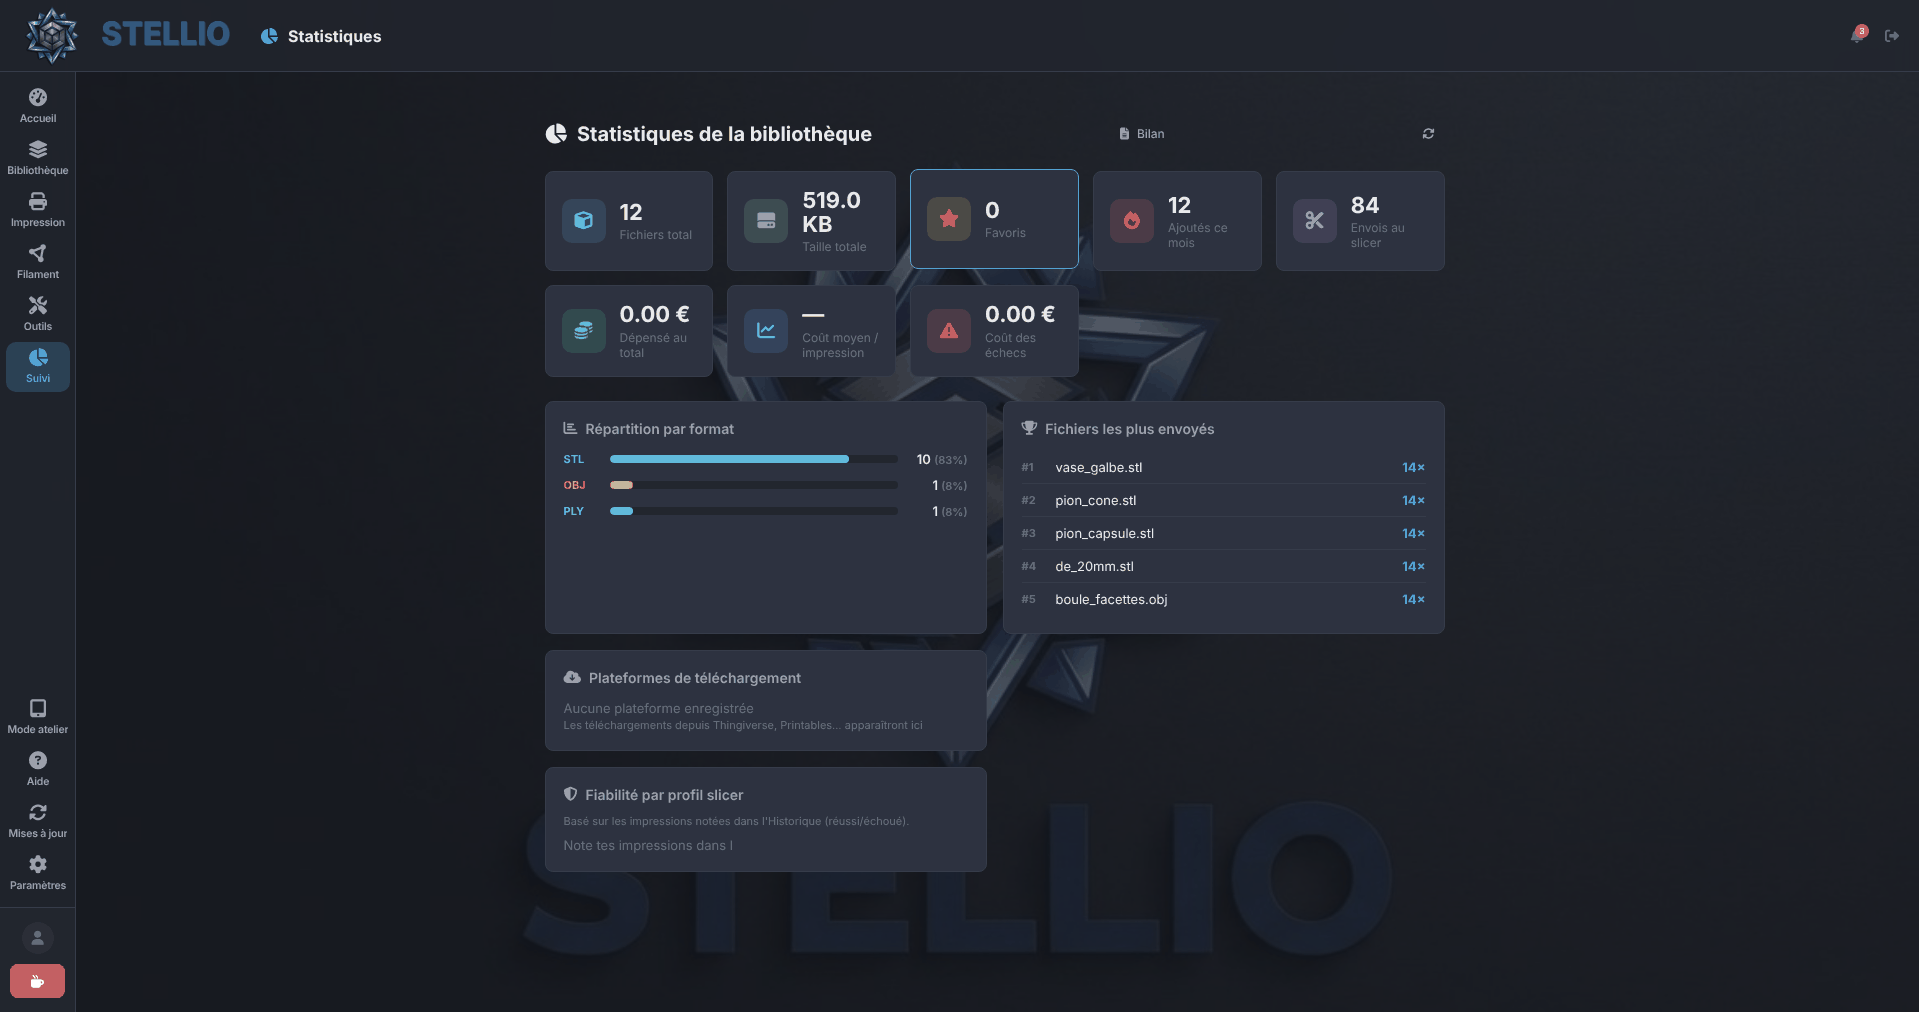 STELLIO
Statistiques
3
Accueil
Bibliothèque
Impression
Filament
Outils
Suivi
Mode atelier
Aide
Mises à jour
Paramètres
Statistiques de la bibliothèque
Bilan
12
Fichiers total
519.0
KB
Taille totale
0
Favoris
12
Ajoutés ce
mois
84
Envois au
slicer
0.00 €
Dépensé au
total
—
Coût moyen /
impression
0.00 €
Coût des
échecs
Répartition par format
STL 10 (83%)
OBJ 1 (8%)
PLY 1 (8%)
Fichiers les plus envoyés
#1 vase_galbe.stl 14×
#2 pion_cone.stl 14×
#3 pion_capsule.stl 14×
#4 de_20mm.stl 14×
#5 boule_facettes.obj 14×
Plateformes de téléchargement
Aucune plateforme enregistrée
Les téléchargements depuis Thingiverse, Printables... apparaîtront ici
Fiabilité par profil slicer
Basé sur les impressions notées dans l'Historique (réussi/échoué).
Note tes impressions dans l
STELLIO